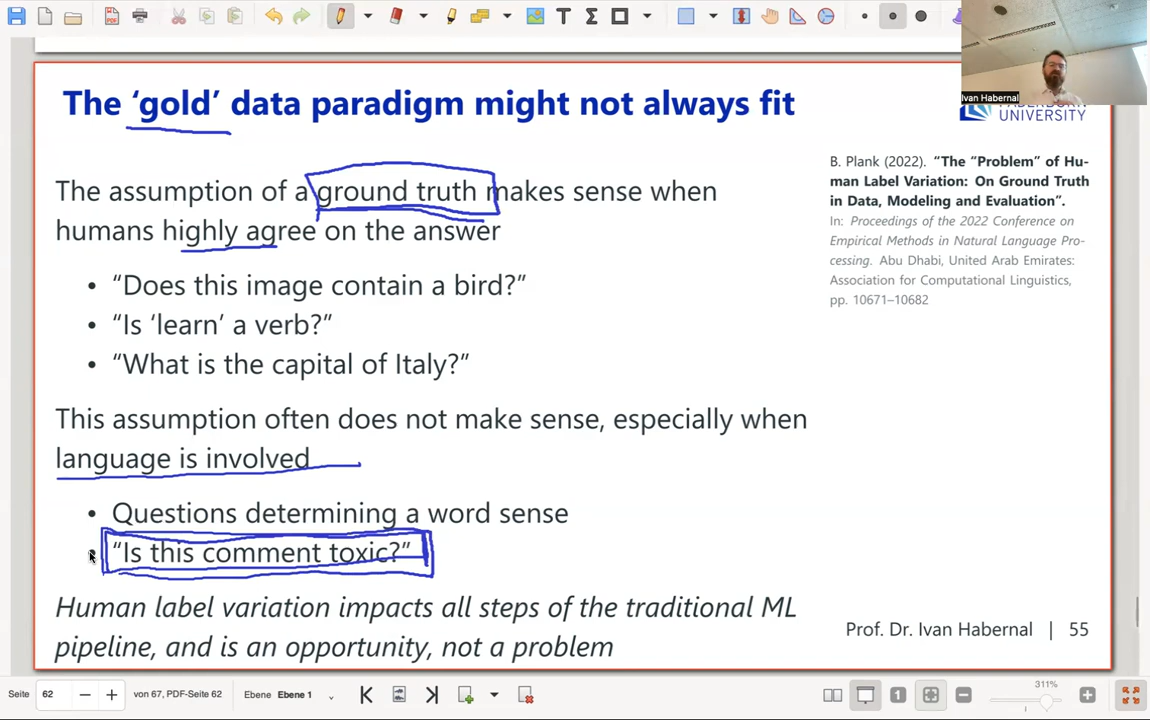 Ivan Habernal
The ‘gold’ data paradigm might not always fit
UNIVERSITY
The assumption of a ground truth makes sense when
humans highly agree on the answer
• “Does this image contain a bird?”
• “Is ‘learn’ a verb?”
• “What is the capital of Italy?”
This assumption often does not make sense, especially when
language is involved
• Questions determining a word sense
• “Is this comment toxic?”
Human label variation impacts all steps of the traditional ML
pipeline, and is an opportunity, not a problem
B. Plank (2022). “The “Problem” of Hu-
man Label Variation: On Ground Truth
in Data, Modeling and Evaluation”.
In: Proceedings of the 2022 Conference on
Empirical Methods in Natural Language Pro-
cessing. Abu Dhabi, United Arab Emirates:
Association for Computational Linguistics,
pp. 10671–10682
Prof. Dr. Ivan Habernal | 55
Seite 62 von 67, PDF-Seite 62 Ebene Ebene 1 311%